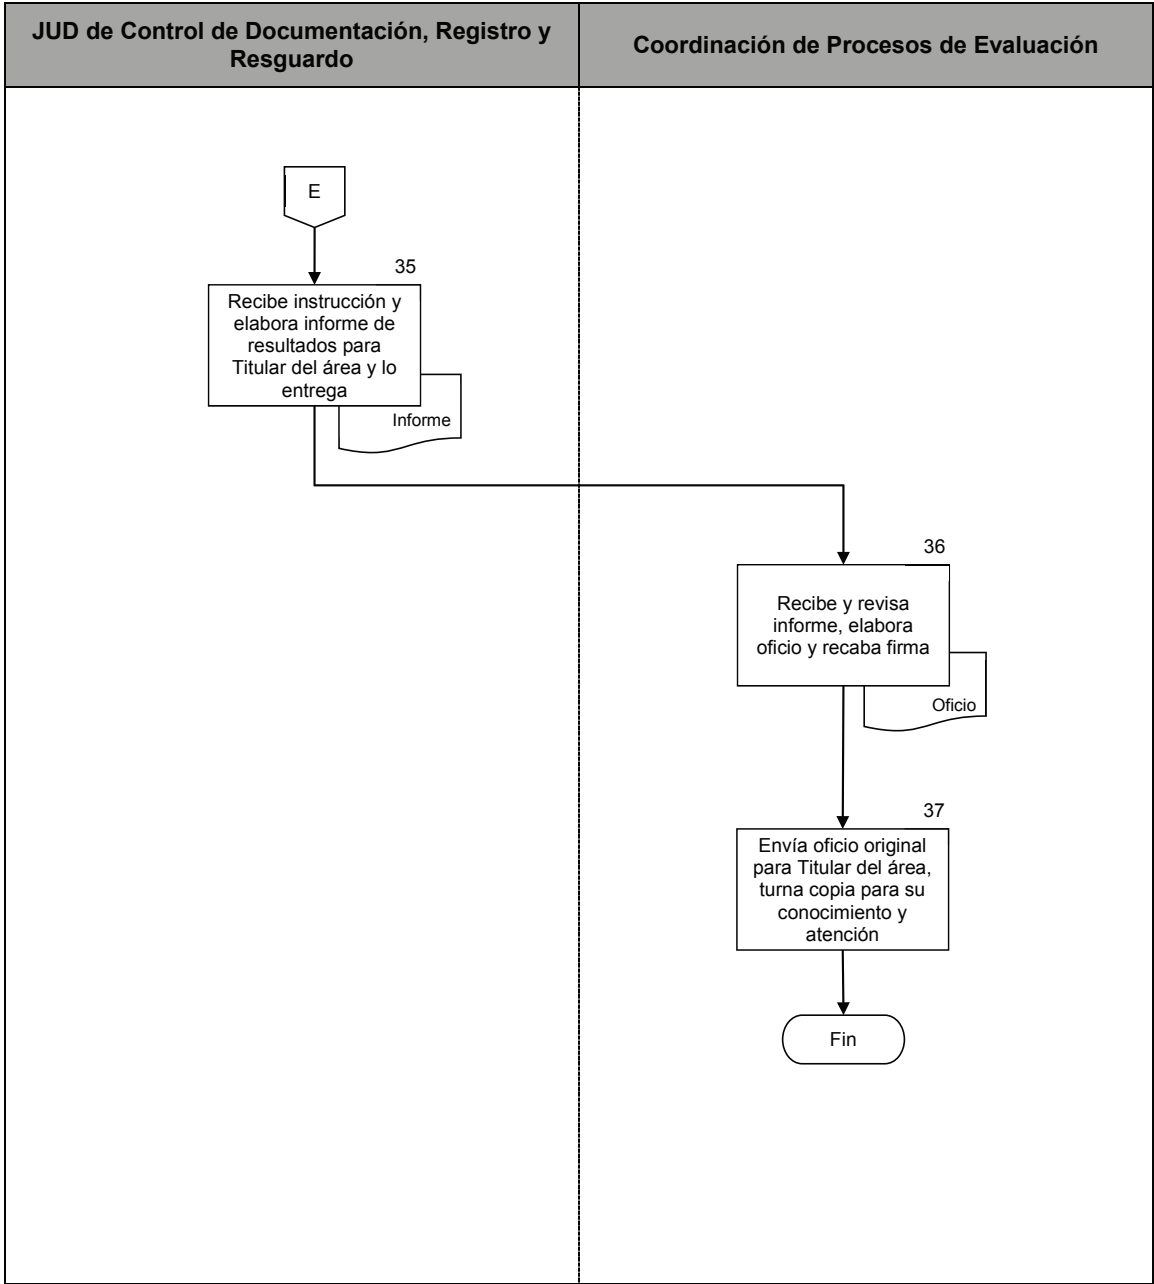 JUD de Control de Documentación, Registro y
Resguardo
Coordinación de Procesos de Evaluación
E
35
Recibe instrucción y
elabora informe de
resultados para
Titular del área y lo
entrega
Informe
36
Recibe y revisa
informe, elabora
oficio y recaba firma
Oficio
37
Envía oficio original
para Titular del área,
turna copia para su
conocimiento y
atención
Fin